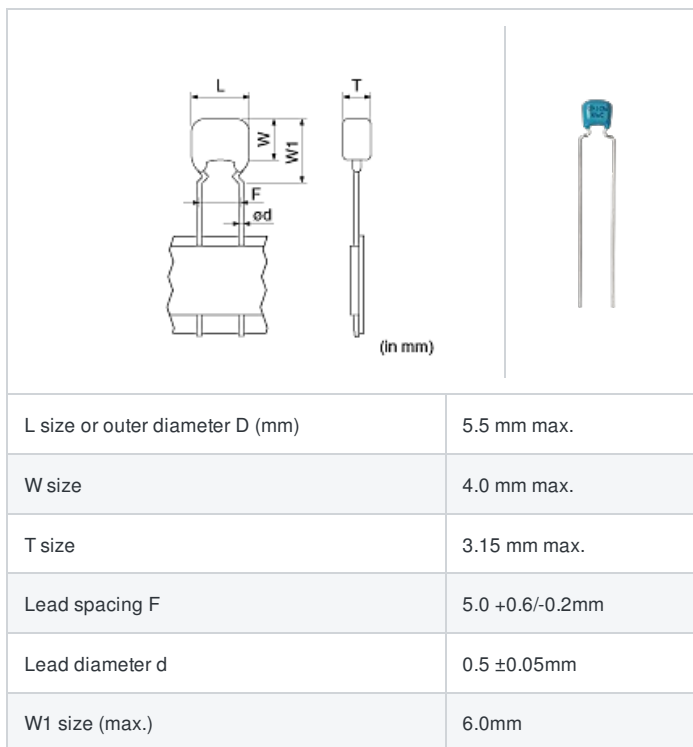 L
T
W
W1
F
ød
(in mm)
L size or outer diameter D (mm) 5.5 mm max.
W size 4.0 mm max.
T size 3.15 mm max.
Lead spacing F 5.0 +0.6/-0.2mm
Lead diameter d 0.5 ±0.05mm
W1 size (max.) 6.0mm